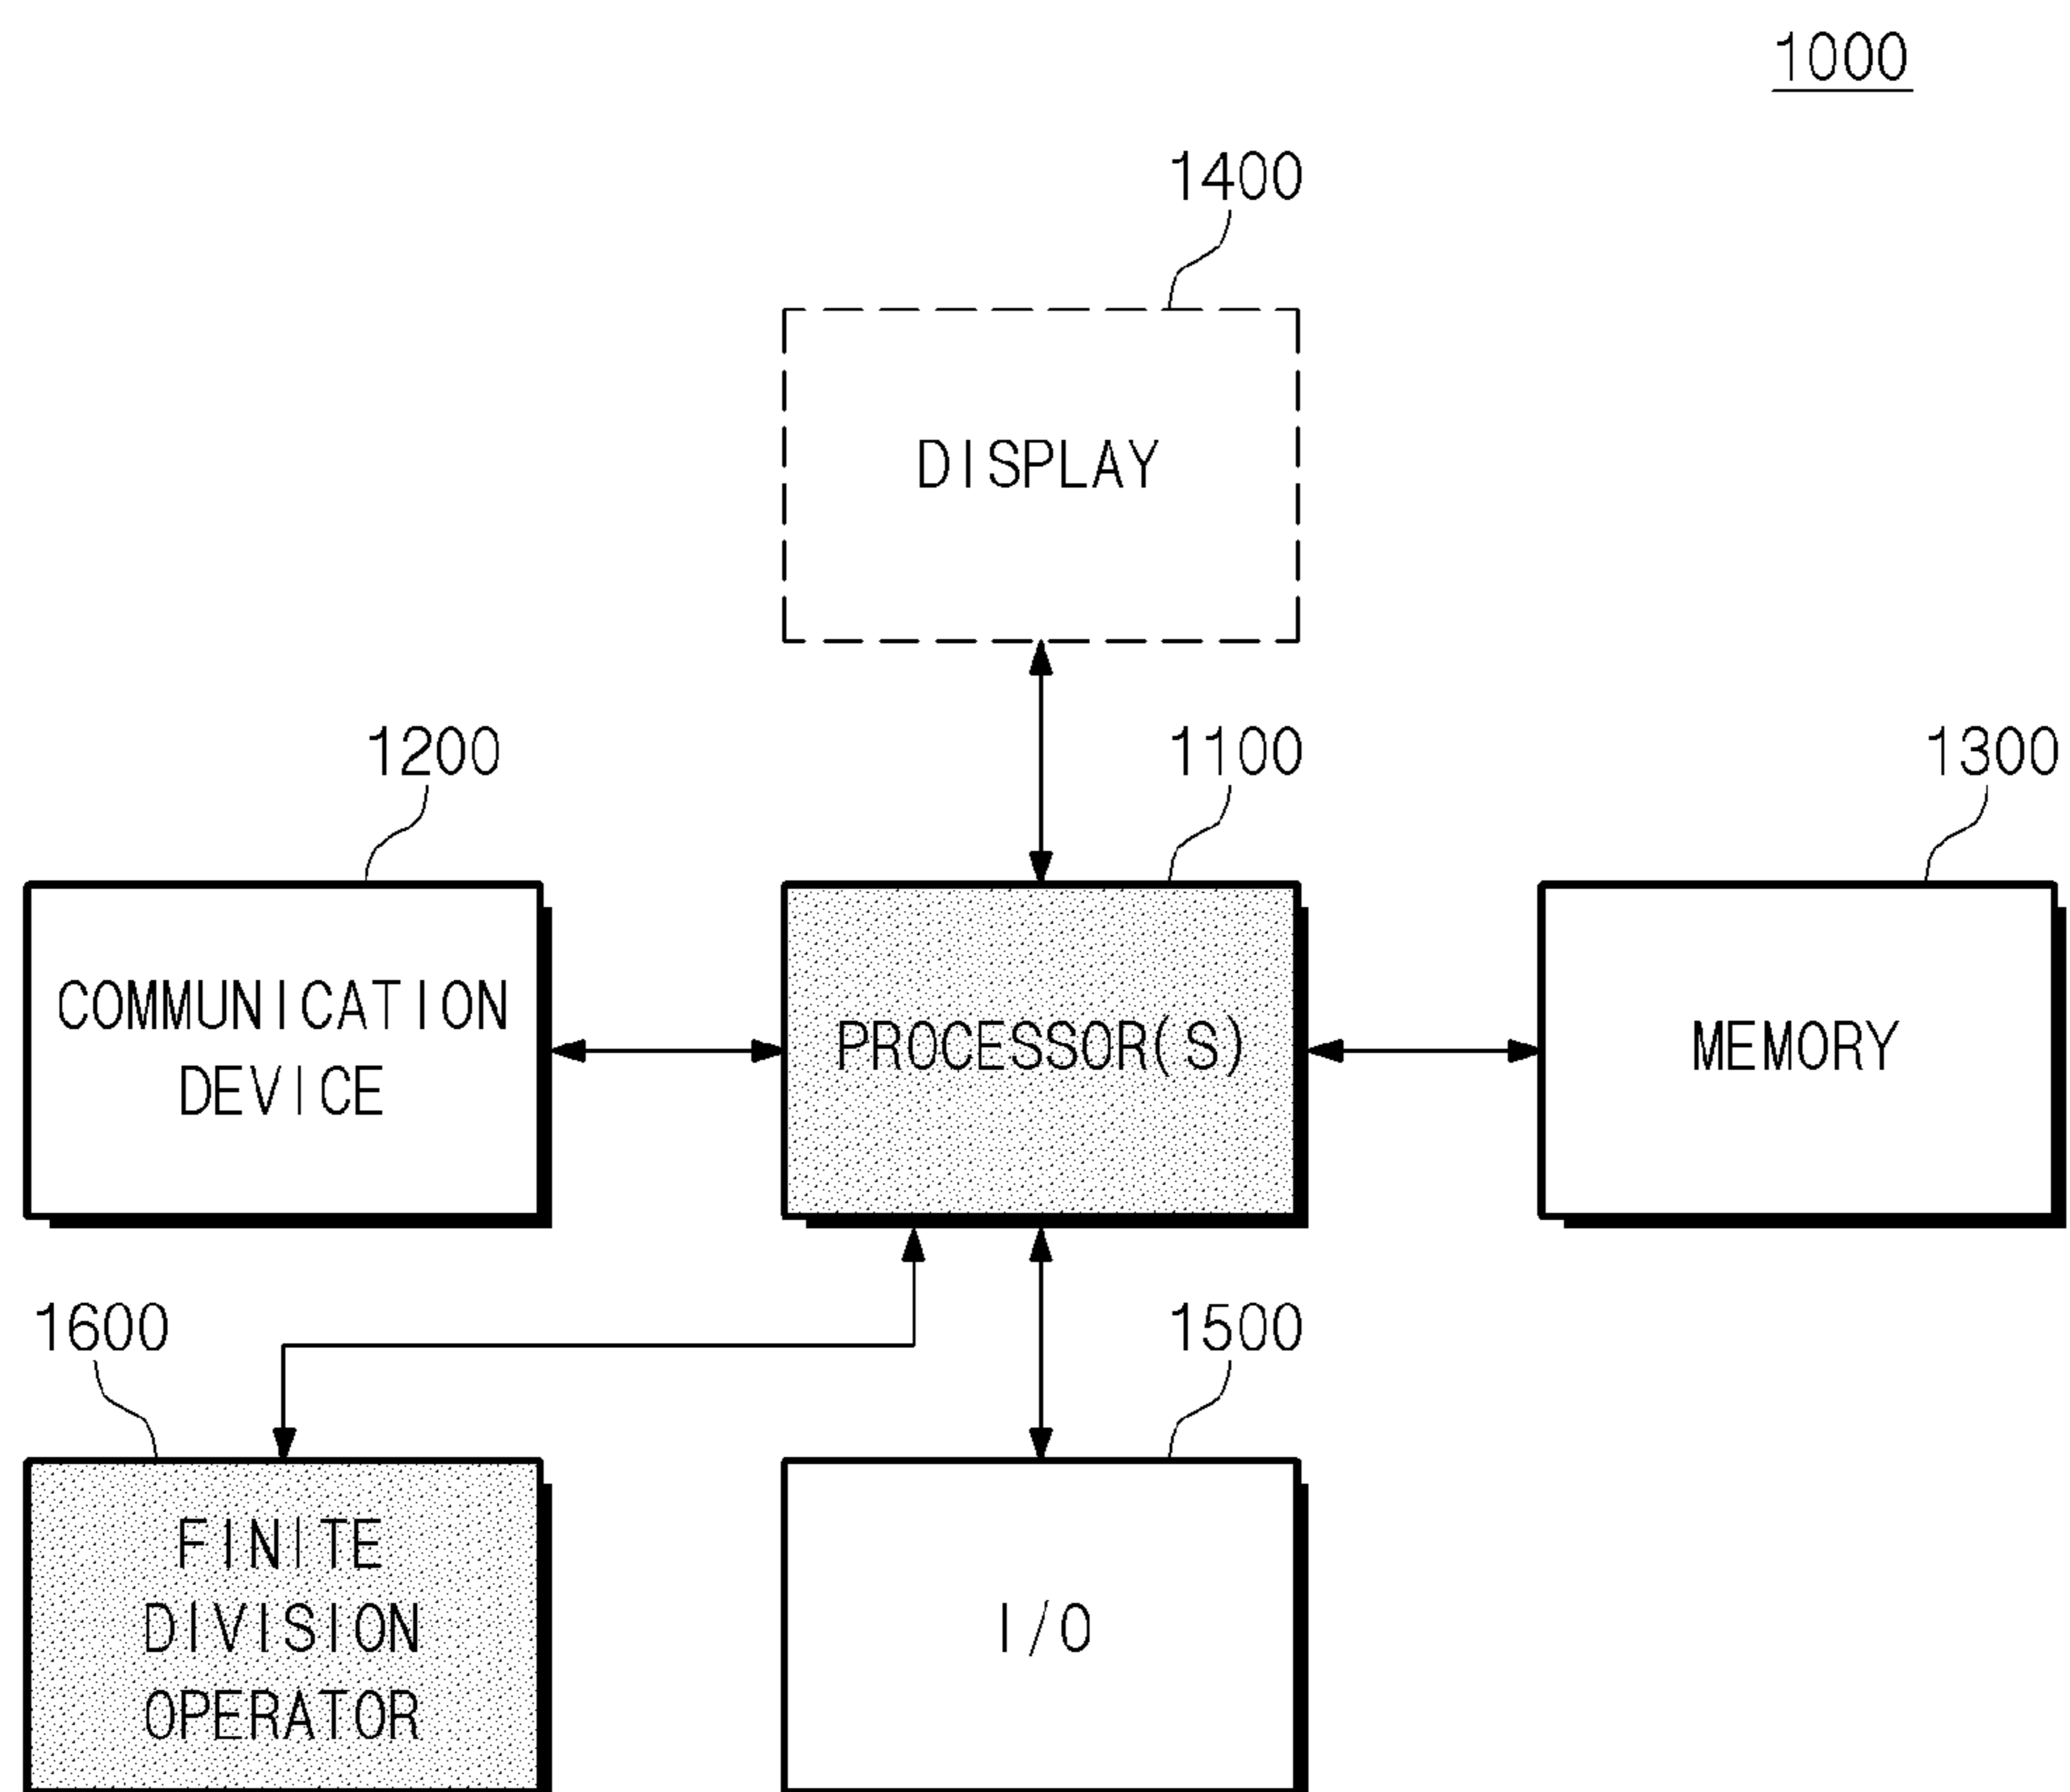 1000
1400
DISPLAY
1200
1100
1300
COMMUNICATION
DEVICE
PROCESSOR(S)
MEMORY
1600
1500
FINITE
DIVISION
OPERATOR
I/O